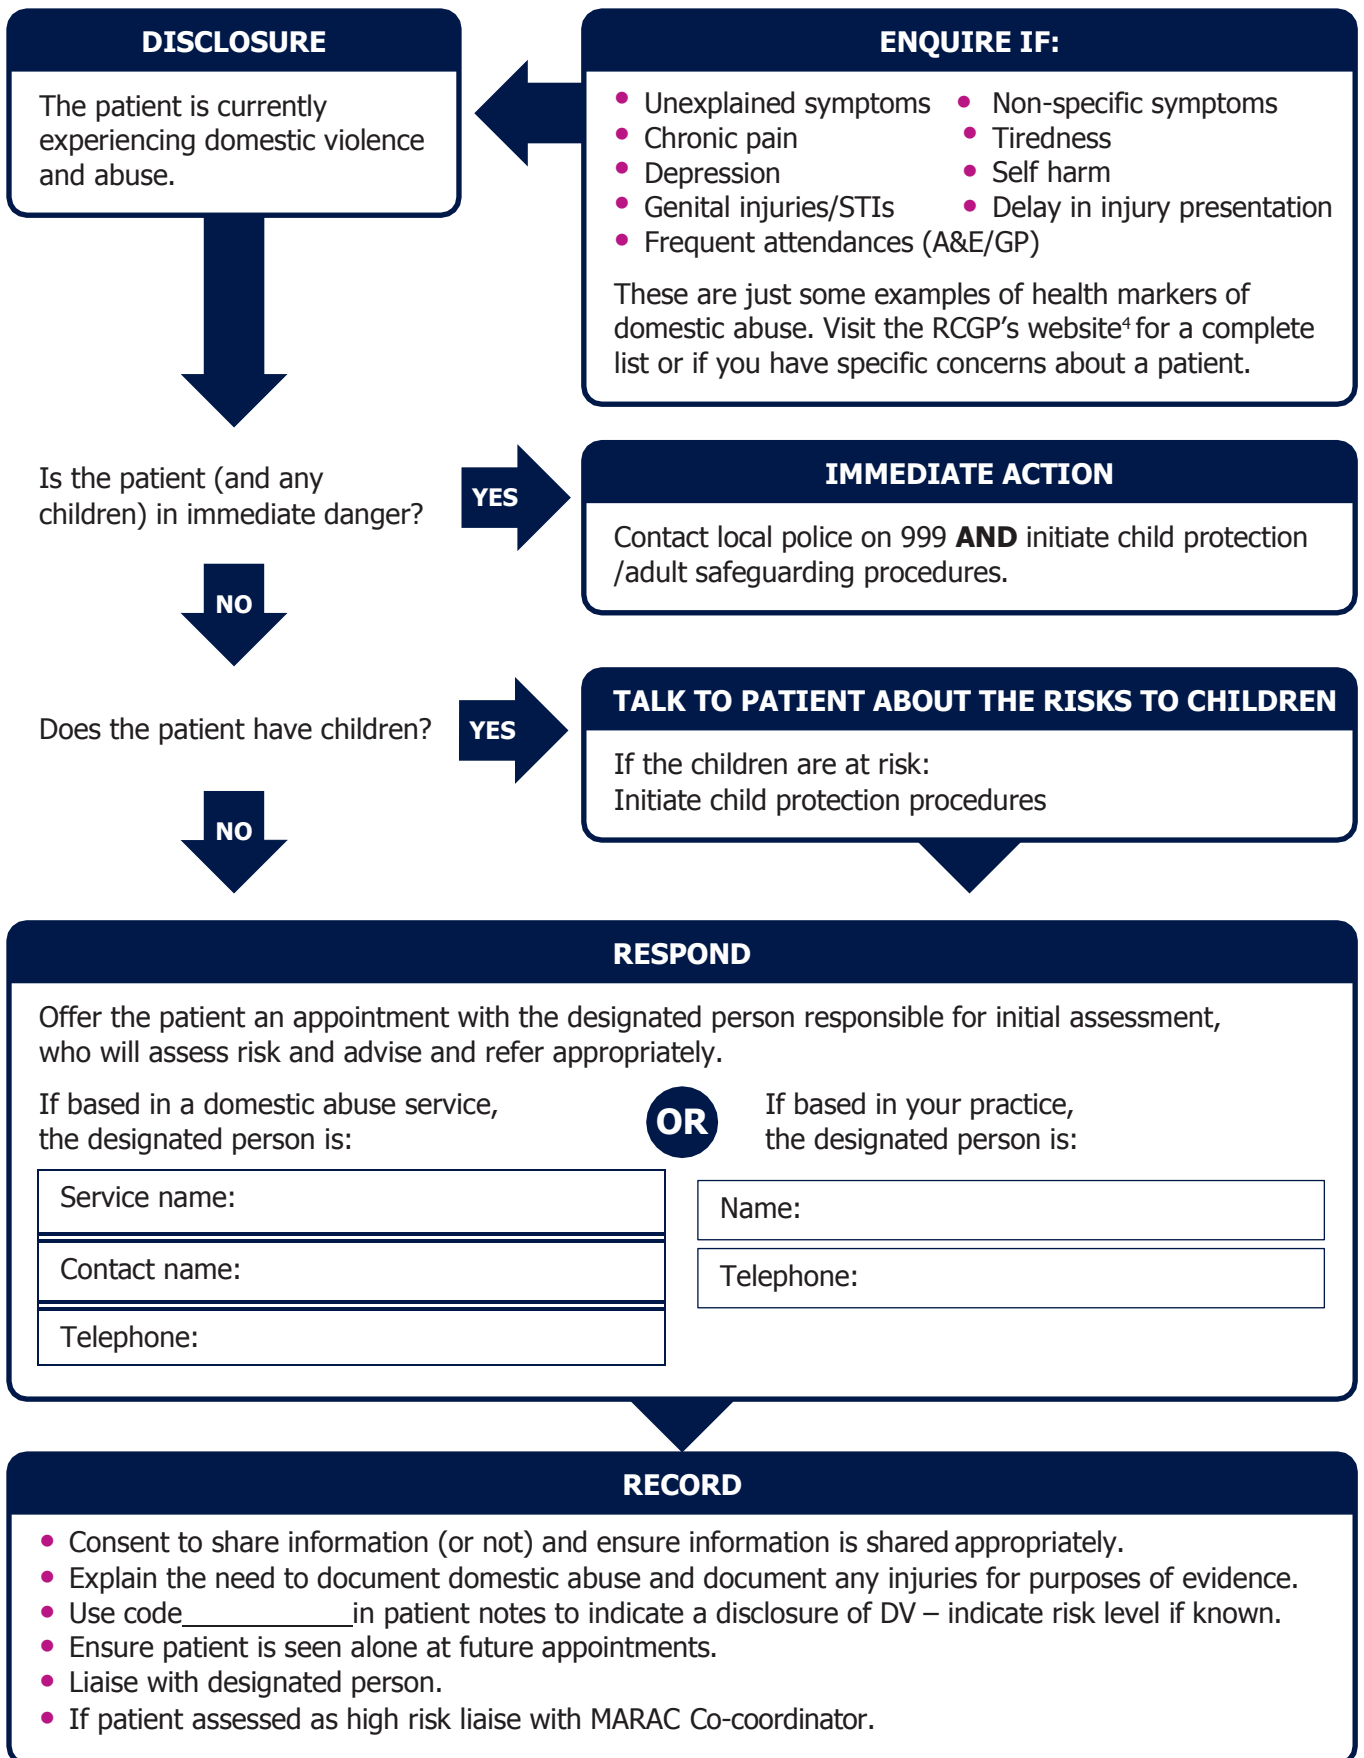 DISCLOSURE
The patient is currently
experiencing domestic violence
and abuse.
ENQUIRE IF:
• Unexplained symptoms • Non-specific symptoms
• Chronic pain • Tiredness
• Depression • Self harm
• Genital injuries/STIs • Delay in injury presentation
• Frequent attendances (A&E/GP)
These are just some examples of health markers of
domestic abuse. Visit the RCGP’s website⁴ for a complete
list or if you have specific concerns about a patient.
Is the patient (and any
children) in immediate danger?
YES
IMMEDIATE ACTION
Contact local police on 999 AND initiate child protection
/adult safeguarding procedures.
NO
Does the patient have children?
YES
TALK TO PATIENT ABOUT THE RISKS TO CHILDREN
If the children are at risk:
Initiate child protection procedures
NO
RESPOND
Offer the patient an appointment with the designated person responsible for initial assessment,
who will assess risk and advise and refer appropriately.
If based in a domestic abuse service,
the designated person is:
OR
If based in your practice,
the designated person is:
Service name:
Contact name:
Telephone:
Name:
Telephone:
RECORD
• Consent to share information (or not) and ensure information is shared appropriately.
• Explain the need to document domestic abuse and document any injuries for purposes of evidence.
• Use code___________in patient notes to indicate a disclosure of DV – indicate risk level if known.
• Ensure patient is seen alone at future appointments.
• Liaise with designated person.
• If patient assessed as high risk liaise with MARAC Co-coordinator.